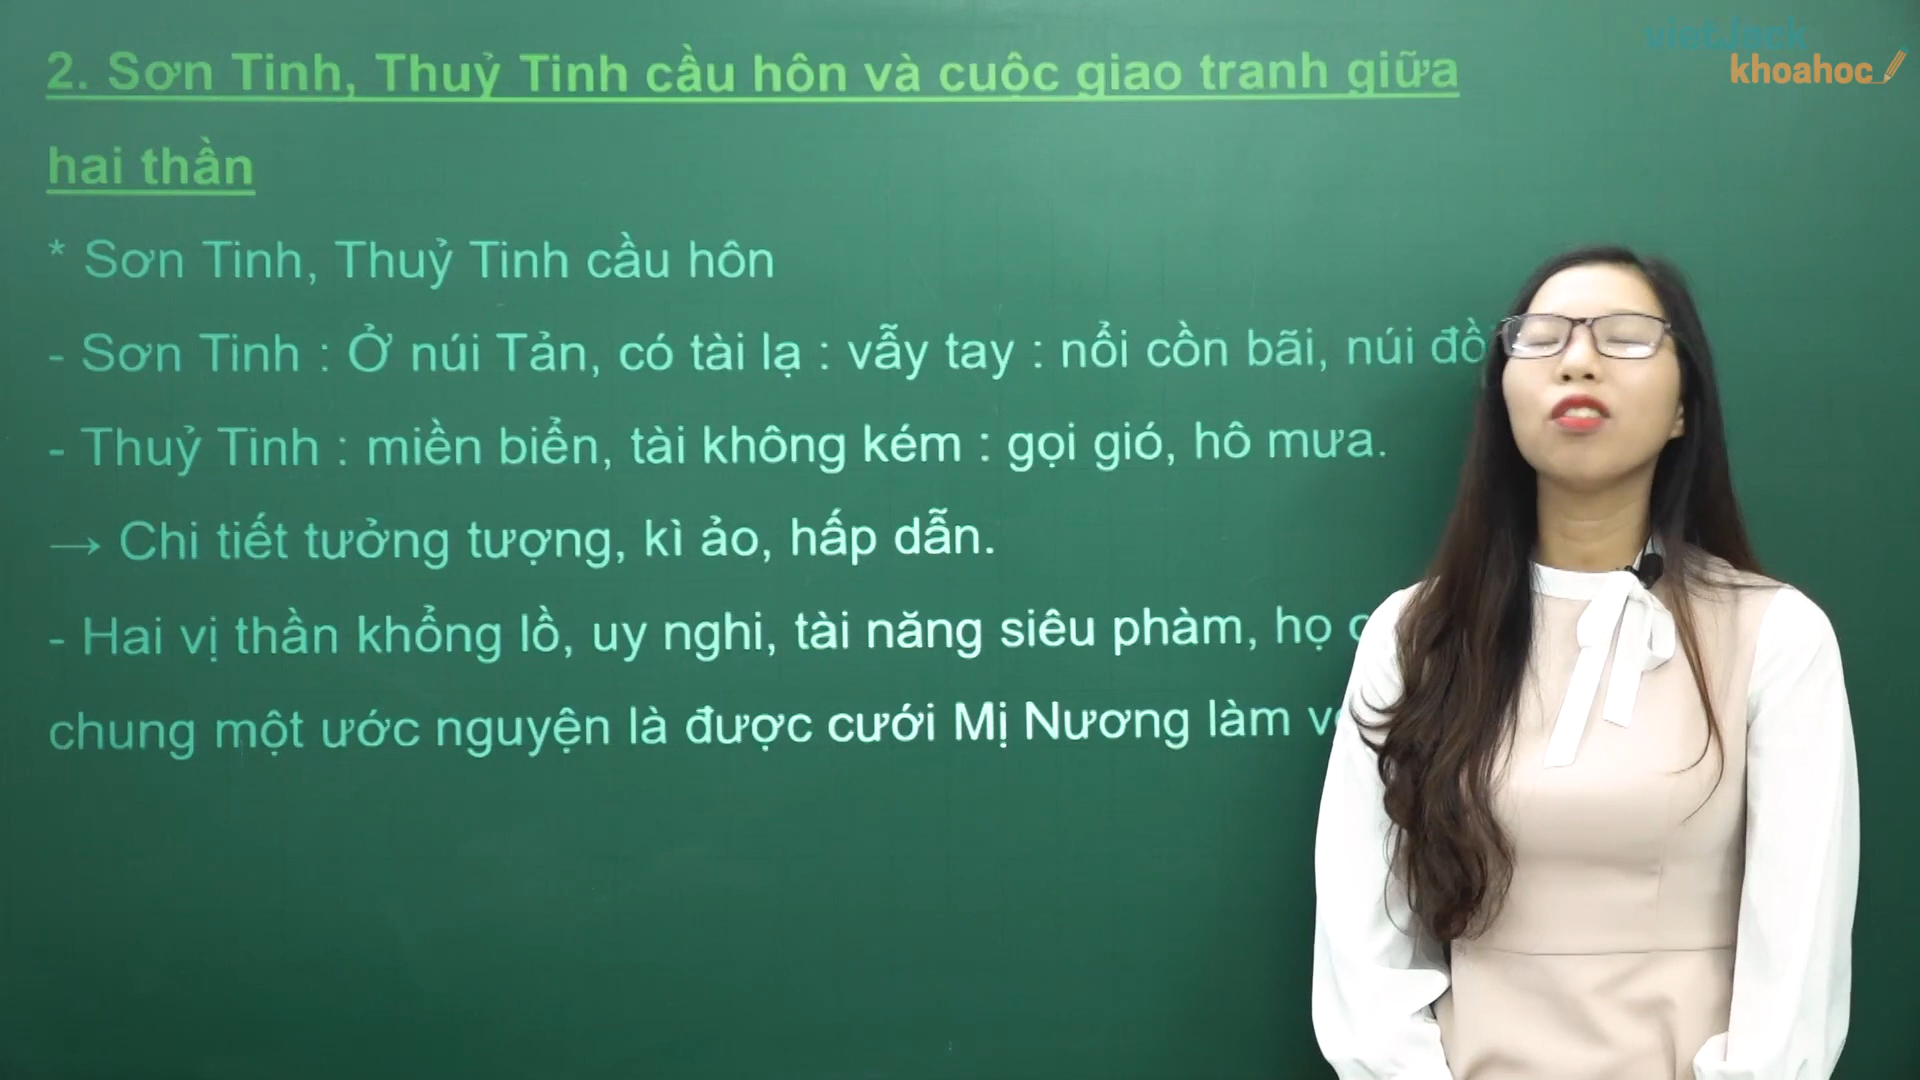 vietJack
khoahoc
2. Sơn Tinh, Thuỷ Tinh cầu hôn và cuộc giao tranh giữa
hai thần
* Sơn Tinh, Thuỷ Tinh cầu hôn
- Sơn Tinh : Ở núi Tản, có tài lạ : vẫy tay : nổi cồn bãi, núi
- Thuỷ Tinh : miền biển, tài không kém : gọi gió, hô mưa.
→ Chi tiết tưởng tượng, kì ảo, hấp dẫn.
- Hai vị thần khổng lồ, uy nghi, tài năng siêu phàm, họ
chung một ước nguyện là được cưới Mị Nương làm